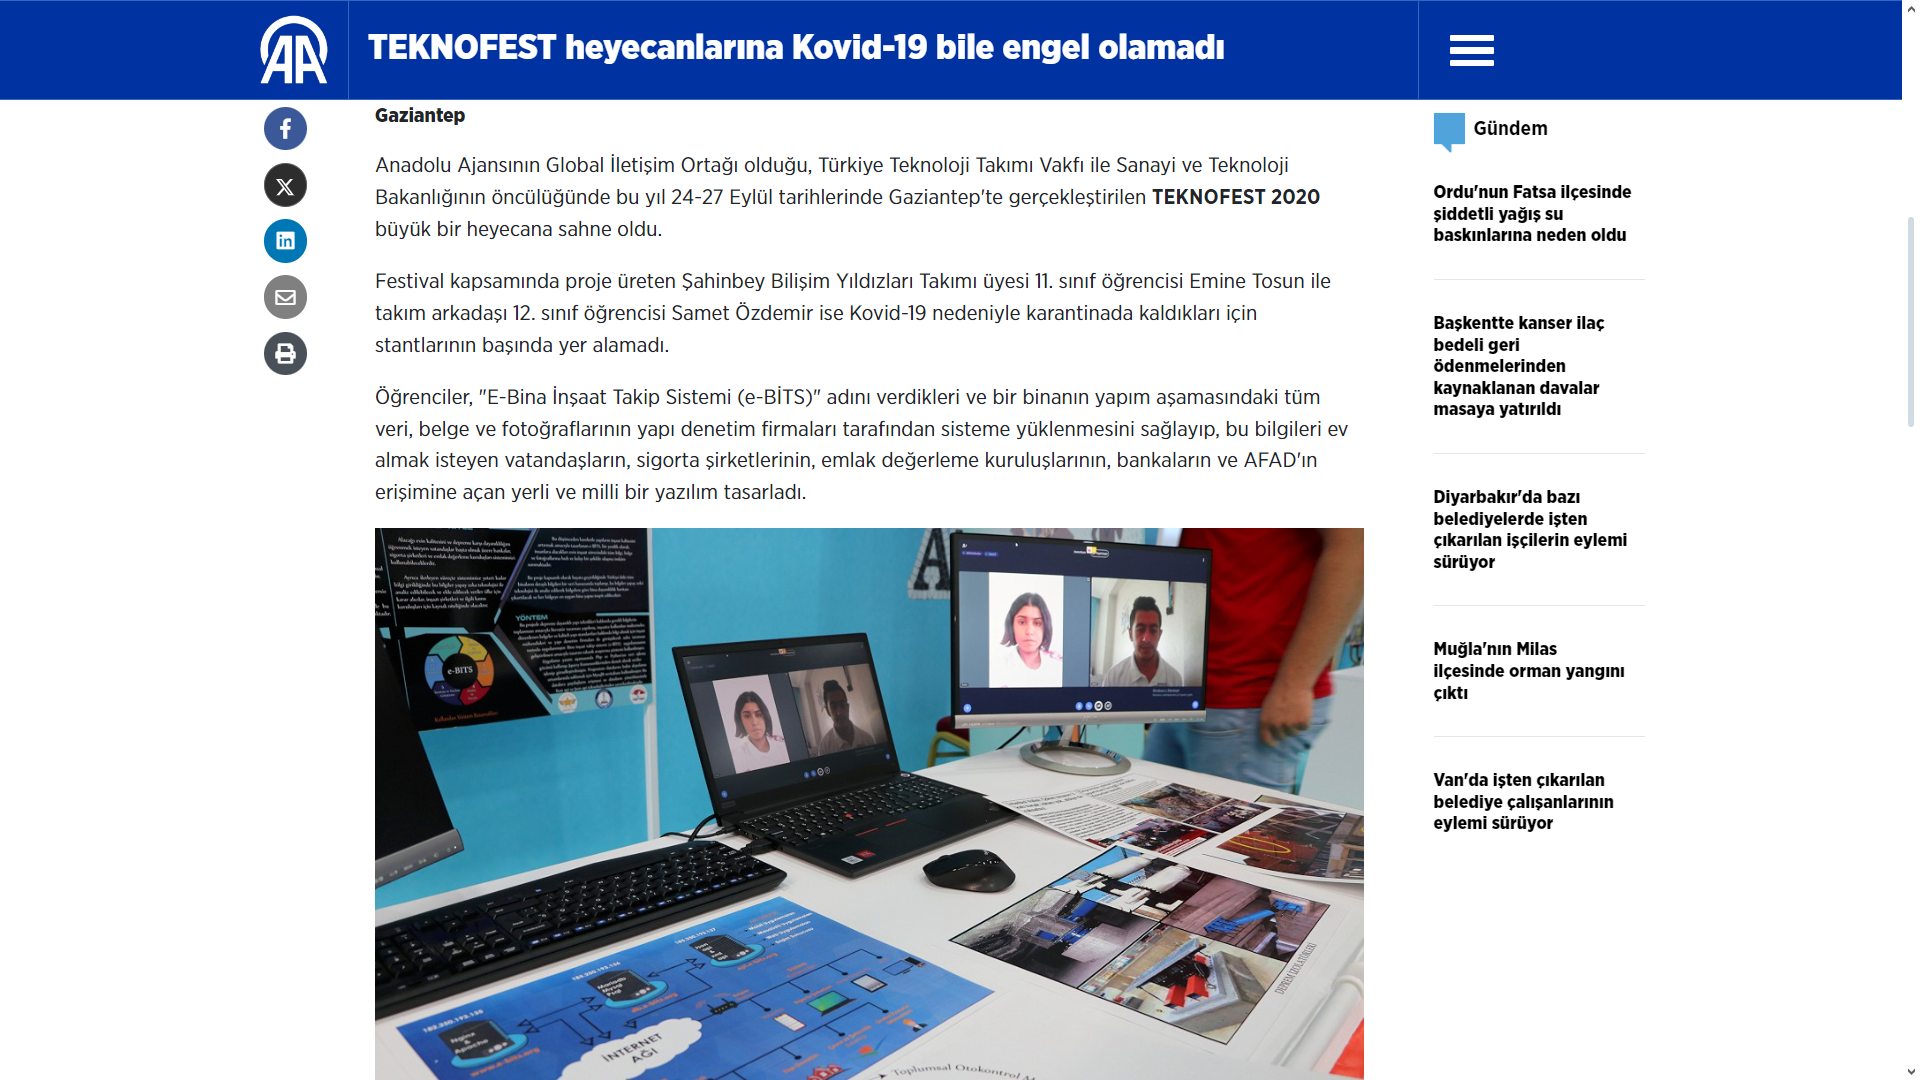 AA
TEKNOFEST heyecanlarına Kovid-19 bile engel olamadı
Gaziantep
Anadolu Ajansının Global İletişim Ortağı olduğu, Türkiye Teknoloji Takımı Vakfı ile Sanayi ve Teknoloji
Bakanlığının öncülüğünde bu yıl 24-27 Eylül tarihlerinde Gaziantep'te gerçekleştirilen TEKNOFEST 2020
büyük bir heyecana sahne oldu.
Festival kapsamında proje üreten Şahinbey Bilişim Yıldızları Takımı üyesi 11. sınıf öğrencisi Emine Tosun ile
takım arkadaşı 12. sınıf öğrencisi Samet Özdemir ise Kovid-19 nedeniyle karantinada kaldıkları için
stantlarının başında yer alamadı.
Öğrenciler, "E-Bina İnşaat Takip Sistemi (e-BİTS)" adını verdikleri ve bir binanın yapım aşamasındaki tüm
veri, belge ve fotoğraflarının yapı denetim firmaları tarafından sisteme yüklenmesini sağlayıp, bu bilgileri ev
almak isteyen vatandaşların, sigorta şirketlerinin, emlak değerleme kuruluşlarının, bankaların ve AFAD'ın
erişimine açan yerli ve milli bir yazılım tasarladı.
YÖNTEM
e-BITS
DEPREM İZOLATÖRLERİ
Nginx
&
Apache
İNTERNET
AĞI
Toplumsal Otokontrol M
Gündem
Ordu'nun Fatsa ilçesinde
şiddetli yağış su
baskınlarına neden oldu
Başkentte kanser ilaç
bedeli geri
ödenmelerinden
kaynaklanan davalar
masaya yatırıldı
Diyarbakır'da bazı
belediyelerde işten
çıkarılan işçilerin eylemi
sürüyor
Muğla'nın Milas
ilçesinde orman yangını
çıktı
Van'da işten çıkarılan
belediye çalışanlarının
eylemi sürüyor